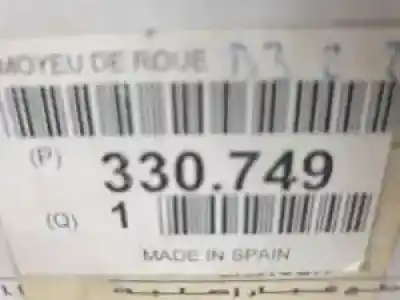 MOYEU DE ROUE
(P) 330.749
(Q) 1
MADE IN SPAIN